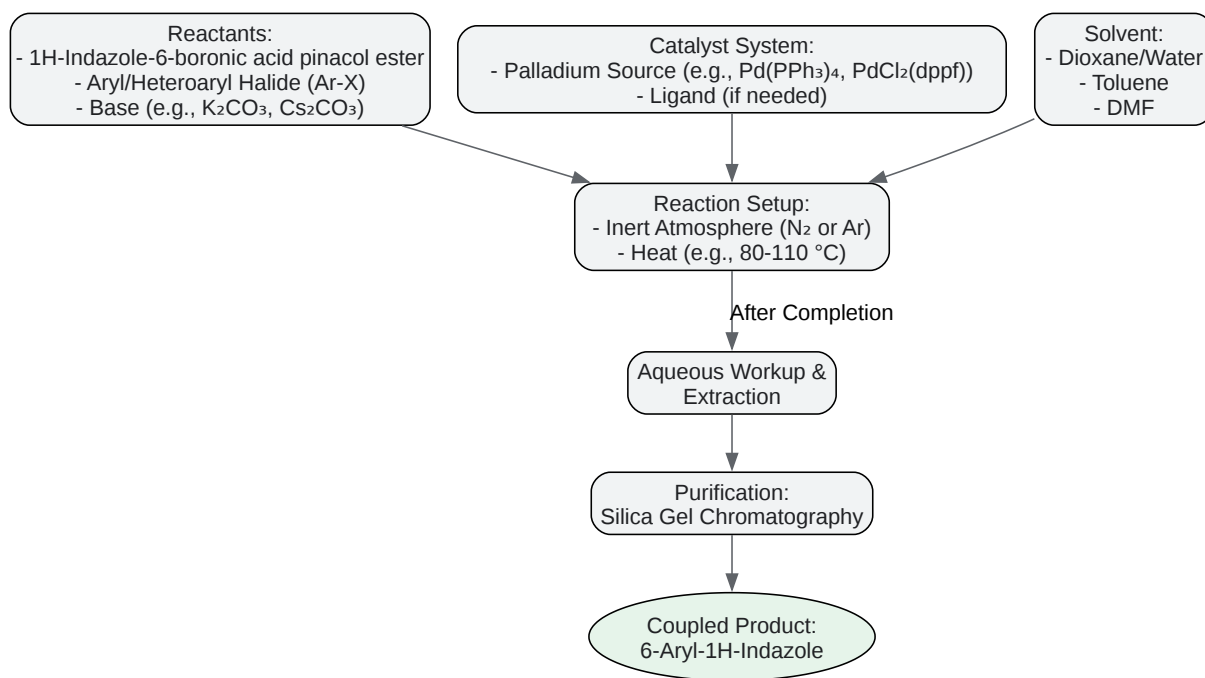 Reactants:
- 1H-Indazole-6-boronic acid pinacol ester
- Aryl/Heteroaryl Halide (Ar-X)
- Base (e.g., K₂CO₃, Cs₂CO₃)
Catalyst System:
- Palladium Source (e.g., Pd(PPh₃)₄, PdCl₂(dppf))
- Ligand (if needed)
Solvent:
- Dioxane/Water
- Toluene
- DMF
Reaction Setup:
- Inert Atmosphere (N₂ or Ar)
- Heat (e.g., 80-110 °C)
After Completion
Aqueous Workup &
Extraction
Purification:
Silica Gel Chromatography
Coupled Product:
6-Aryl-1H-Indazole